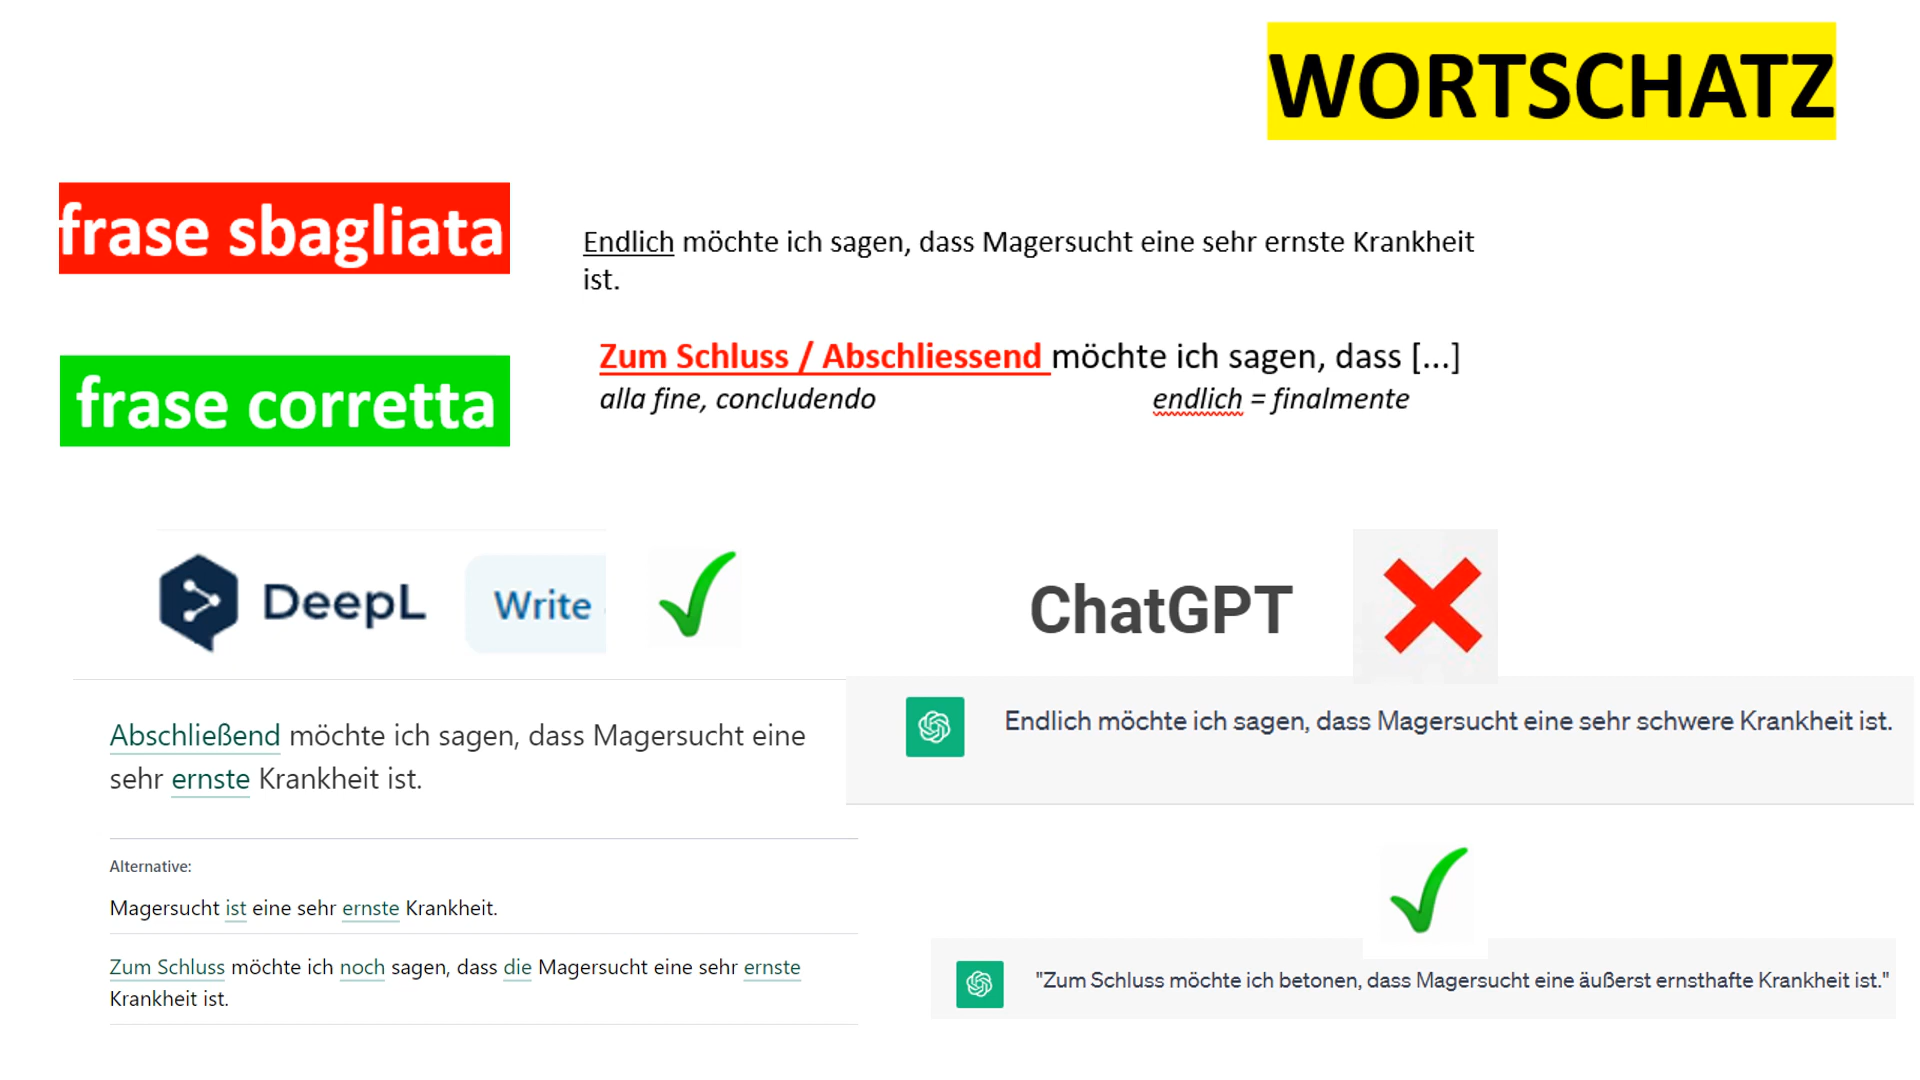 WORTSCHATZ
frase sbagliata
Endlich möchte ich sagen, dass Magersucht eine sehr ernste Krankheit
ist.
frase corretta
Zum Schluss / Abschliessend möchte ich sagen, dass [...]
alla fine, concludendo
endlich = finalmente
DeepL
Write
ChatGPT
Abschließend möchte ich sagen, dass Magersucht eine
sehr ernste Krankheit ist.
Alternative:
Magersucht ist eine sehr ernste Krankheit.
Zum Schluss möchte ich noch sagen, dass die Magersucht eine sehr ernste
Krankheit ist.
Endlich möchte ich sagen, dass Magersucht eine sehr schwere Krankheit ist.
"Zum Schluss möchte ich betonen, dass Magersucht eine äußerst ernsthafte Krankheit ist."